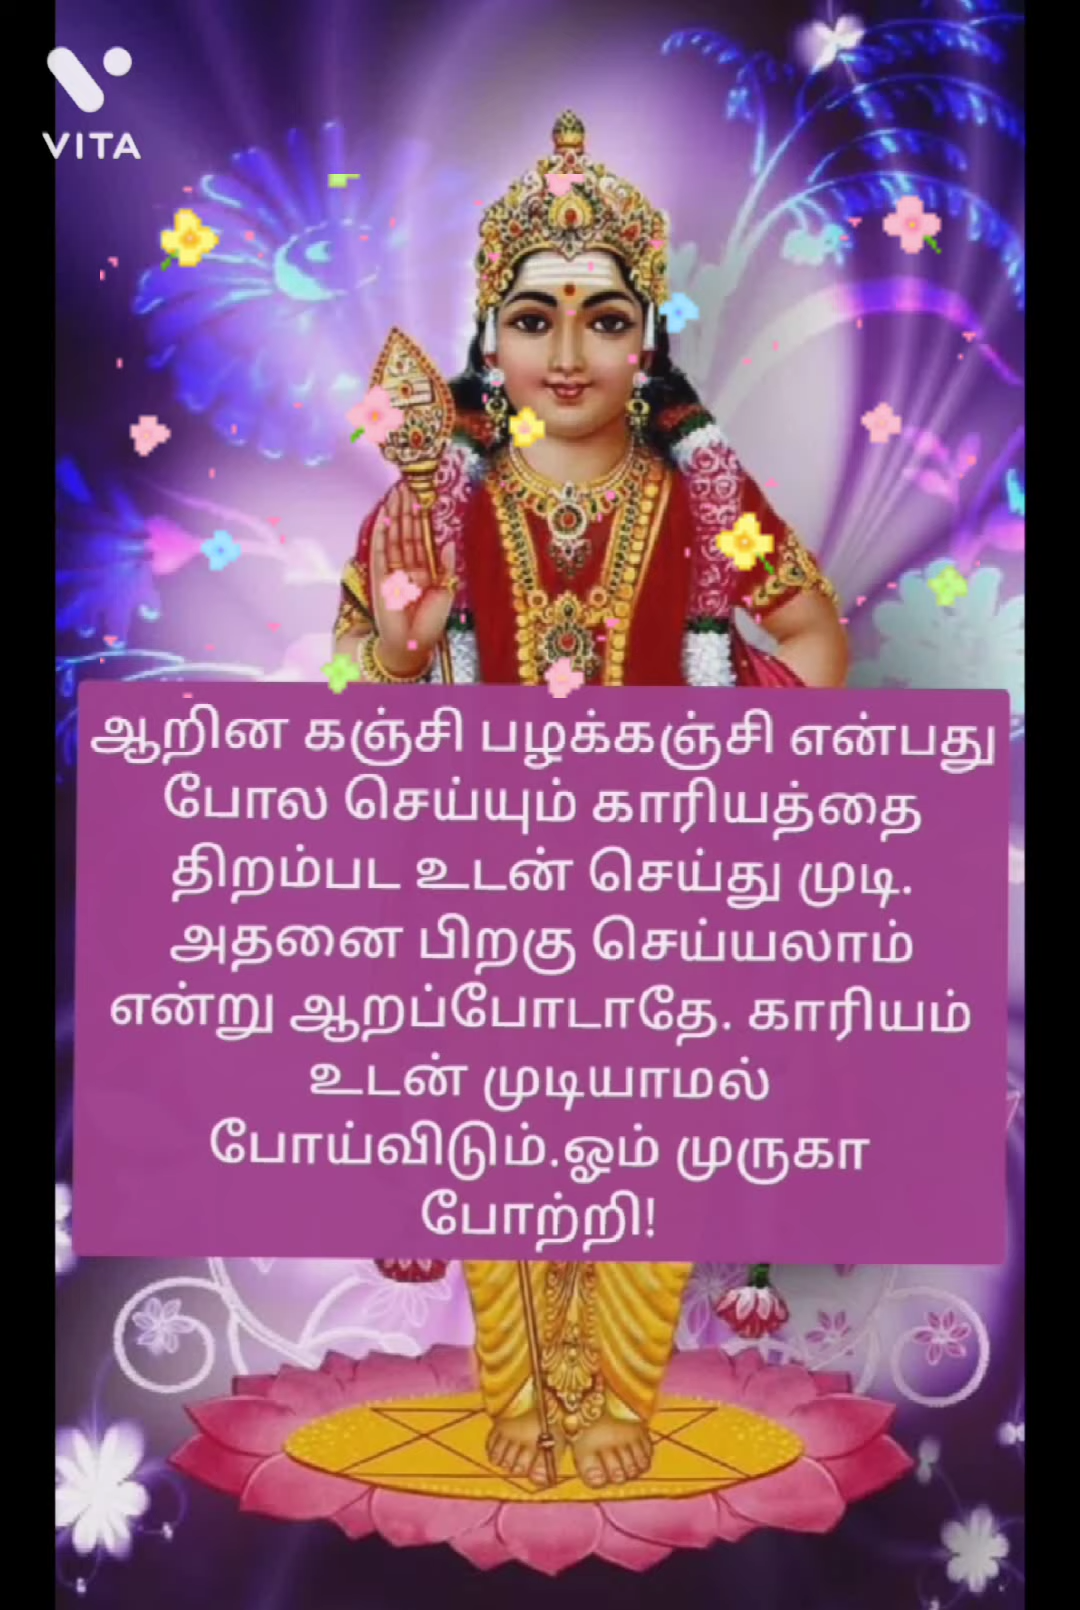 VITA
ஆறின கஞ்சி பழக்கஞ்சி என்பது
போல செய்யும் காரியத்தை
திறம்பட உடன் செய்து முடி.
அதனை பிறகு செய்யலாம்
என்று ஆறப்போடாதே. காரியம்
உடன் முடியாமல்
போய்விடும்.ஓம் முருகா
போற்றி!